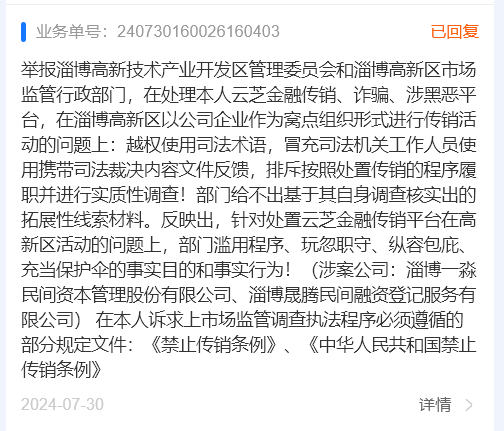 业务单号：240730160026160403 已回复
举报淄博高新技术产业开发区管理委员会和淄博高新区市场
监管行政部门，在处理本人云芝金融传销、诈骗、涉黑恶平
台，在淄博高新区以公司企业作为窝点组织形式进行传销活
动的问题上：越权使用司法术语，冒充司法机关工作人员使
用携带司法裁决内容文件反馈，排斥按照处置传销的程序履
职并进行实质性调查！部门给不出基于其自身调查核实出的
拓展性线索材料。反映出，针对处置云芝金融传销平台在高
新区活动的问题上，部门滥用程序、玩忽职守、纵容包庇、
充当保护伞的事实目的和事实行为！（涉案公司：淄博一淼
民间资本管理股份有限公司、淄博晟腾民间融资登记服务有
限公司） 在本人诉求上市场监管调查执法程序必须遵循的
部分规定文件：《禁止传销条例》、《中华人民共和国禁止
传销条例》
2024-07-30 详情